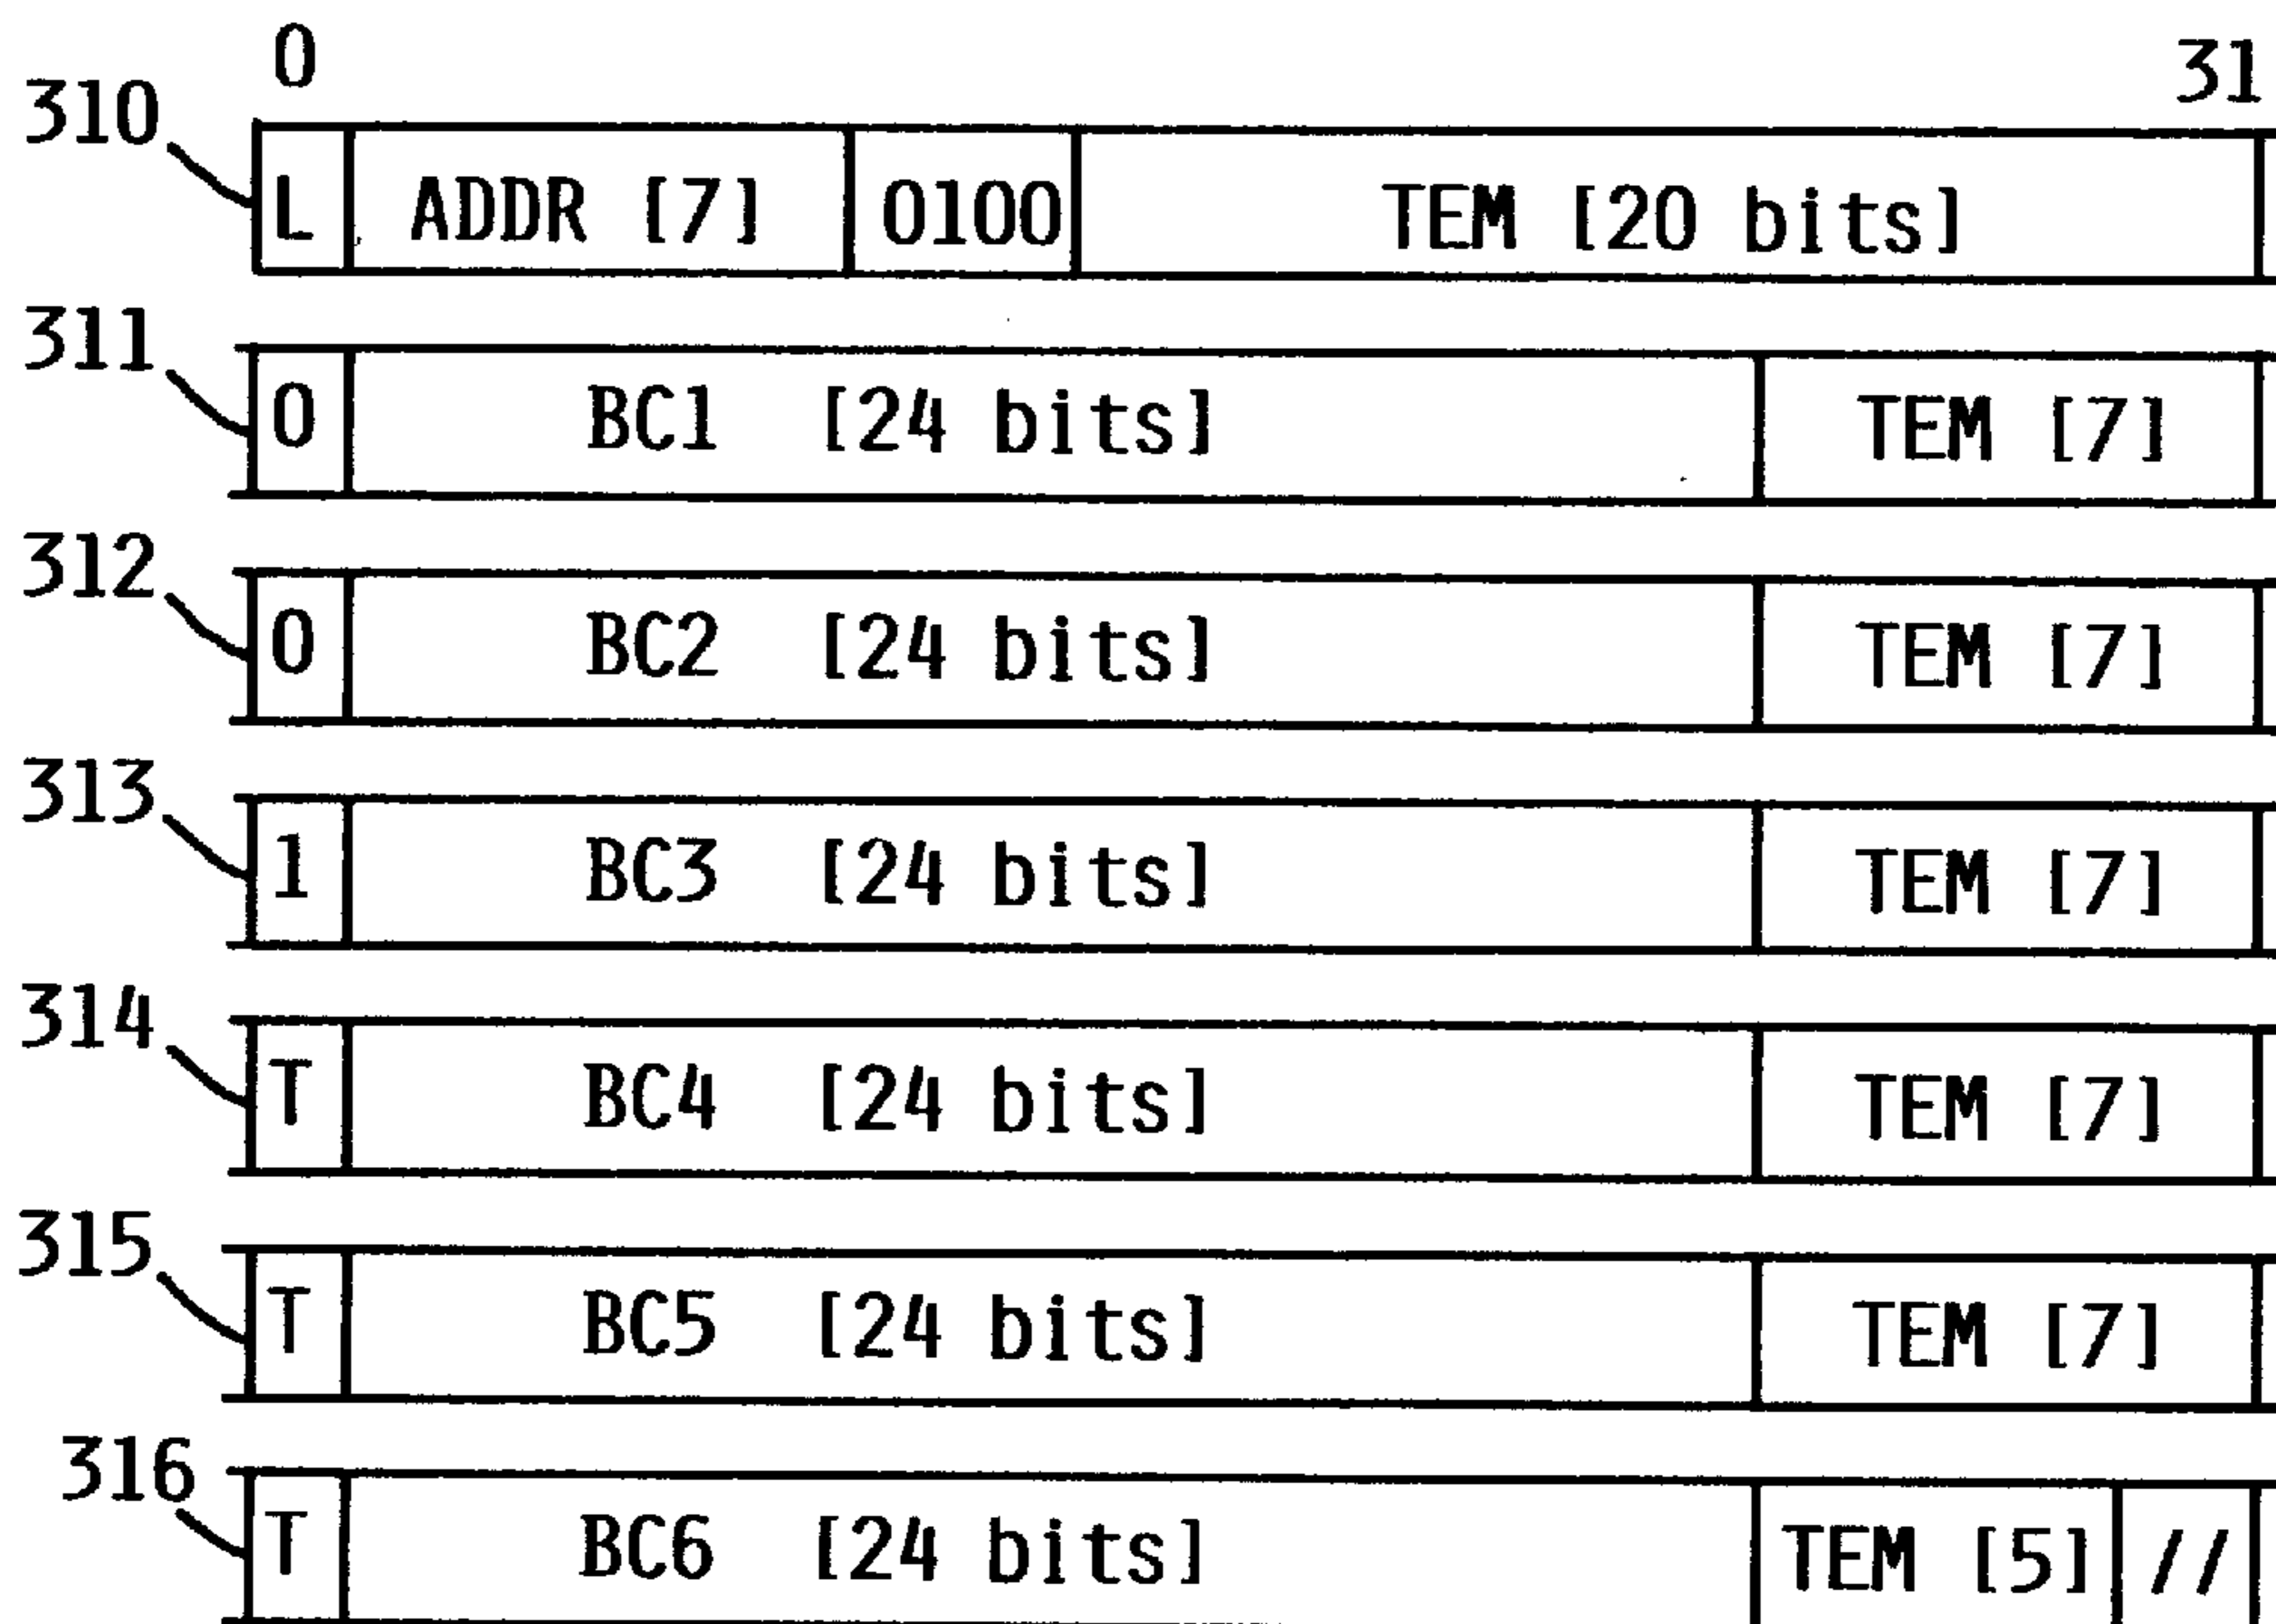 0 31
310 L ADDR [7] 0100 TEM [20 bits]
311 0 BC1 [24 bits] TEM [7]
312 0 BC2 [24 bits] TEM [7]
313 1 BC3 [24 bits] TEM [7]
314 T BC4 [24 bits] TEM [7]
315 T BC5 [24 bits] TEM [7]
316 T BC6 [24 bits] TEM [5] //